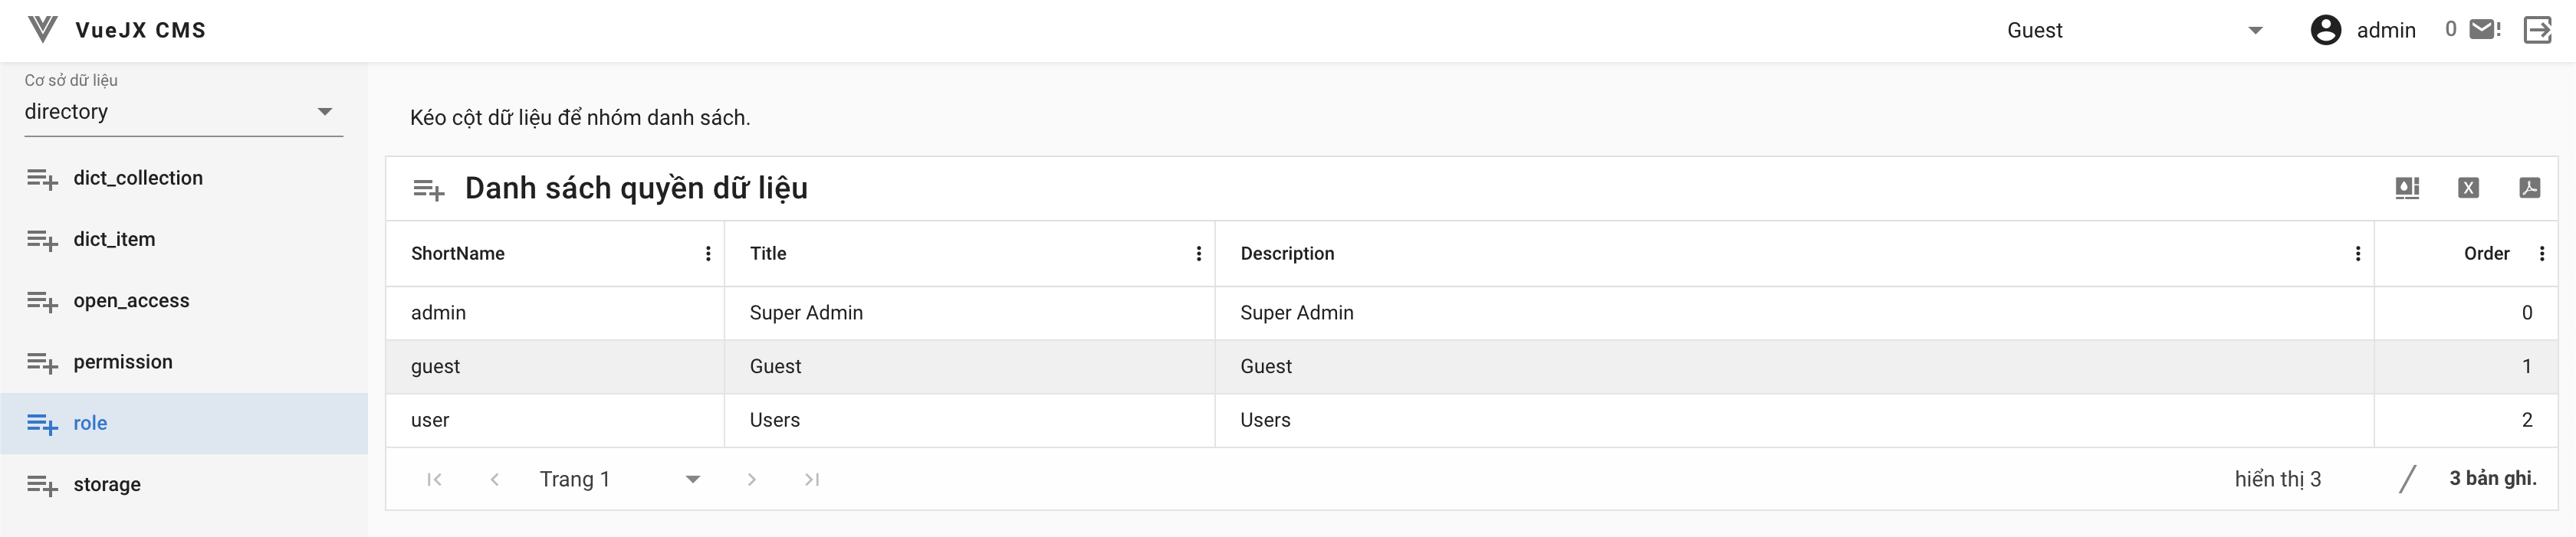 VueJX CMS
Guest
admin
0
Cơ sở dữ liệu
directory
dict_collection
dict_item
open_access
permission
role
storage
Kéo cột dữ liệu để nhóm danh sách.
Danh sách quyền dữ liệu
ShortName Title Description Order
admin Super Admin Super Admin 0
guest Guest Guest 1
user Users Users 2
Trang 1
hiển thị 3 / 3 bản ghi.